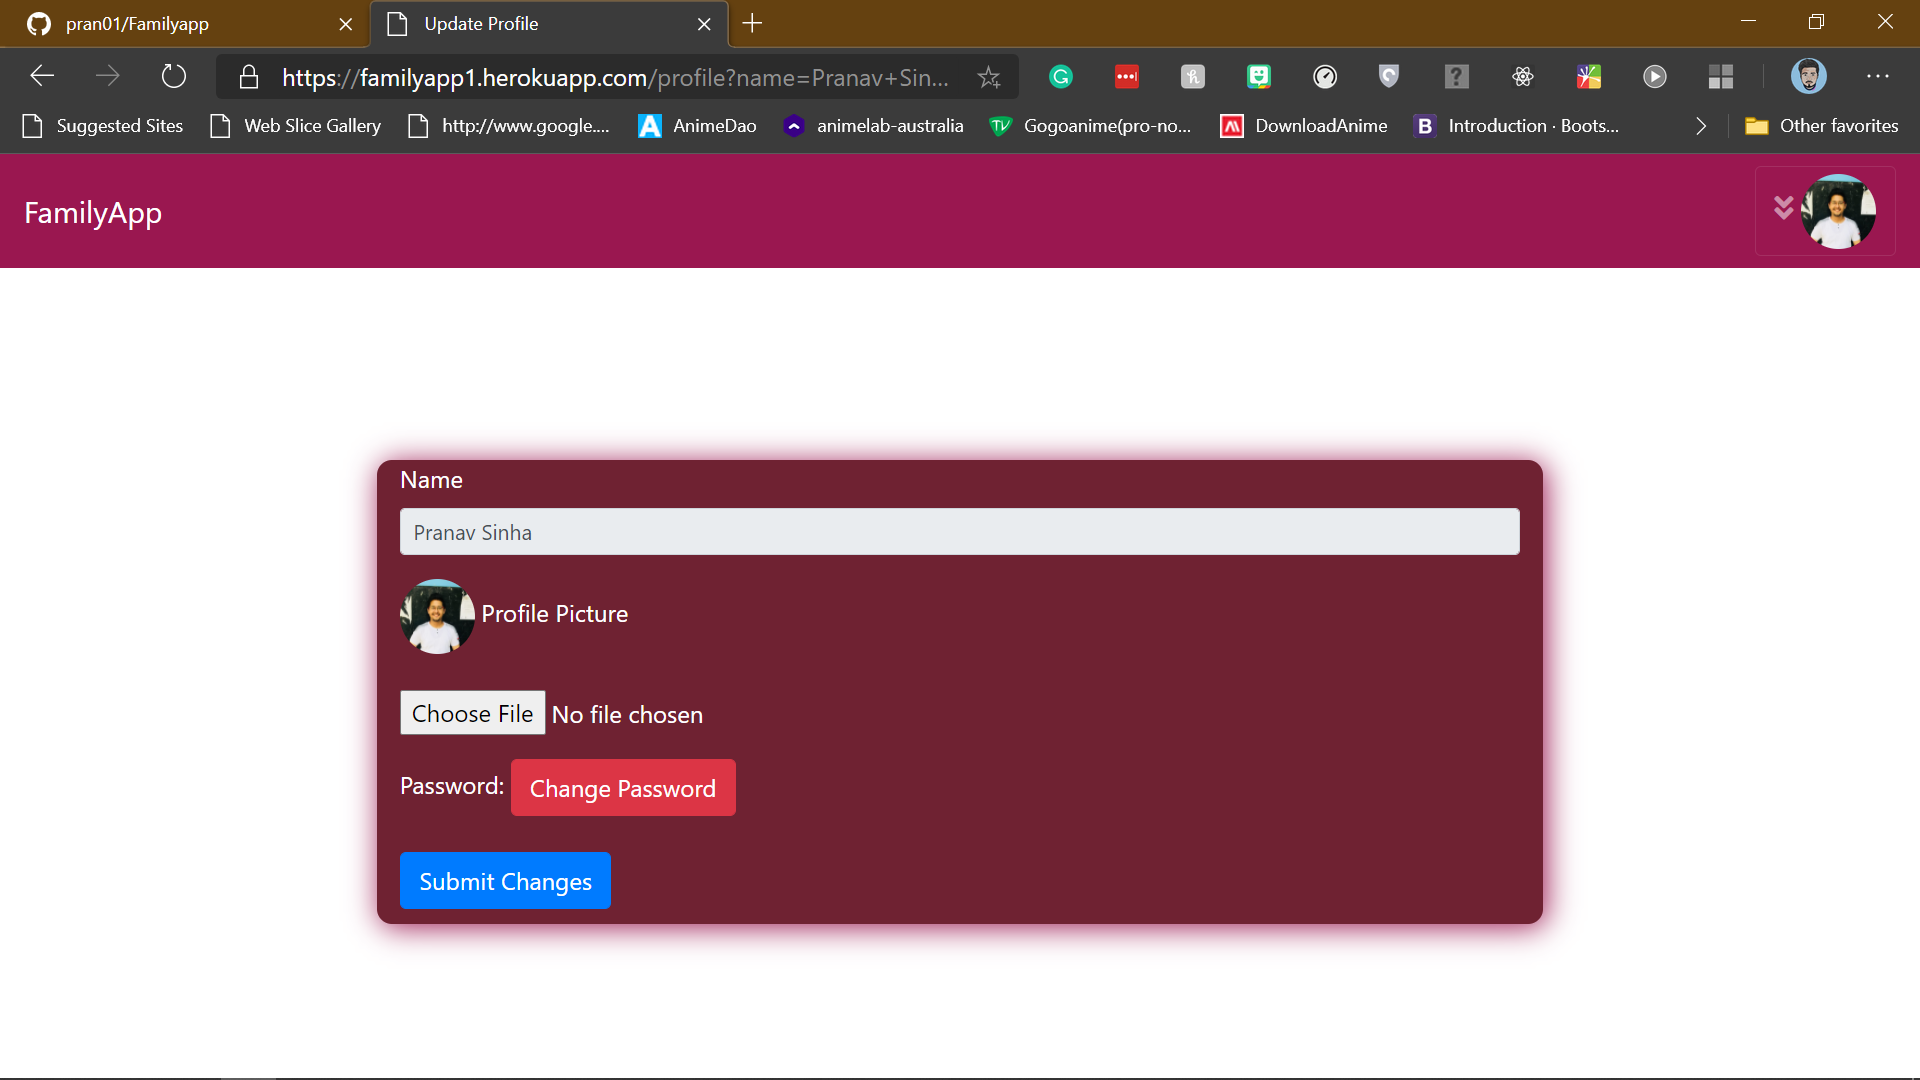 pran01/Familyapp
Update Profile
https://familyapp1.herokuapp.com/profile?name=Pranav+Sin...
Suggested Sites
Web Slice Gallery
http://www.google....
AnimeDao
animelab-australia
Gogoanime(pro-no...
DownloadAnime
Introduction · Boots...
Other favorites
FamilyApp
Name
Pranav Sinha
Profile Picture
Choose File No file chosen
Password: Change Password
Submit Changes